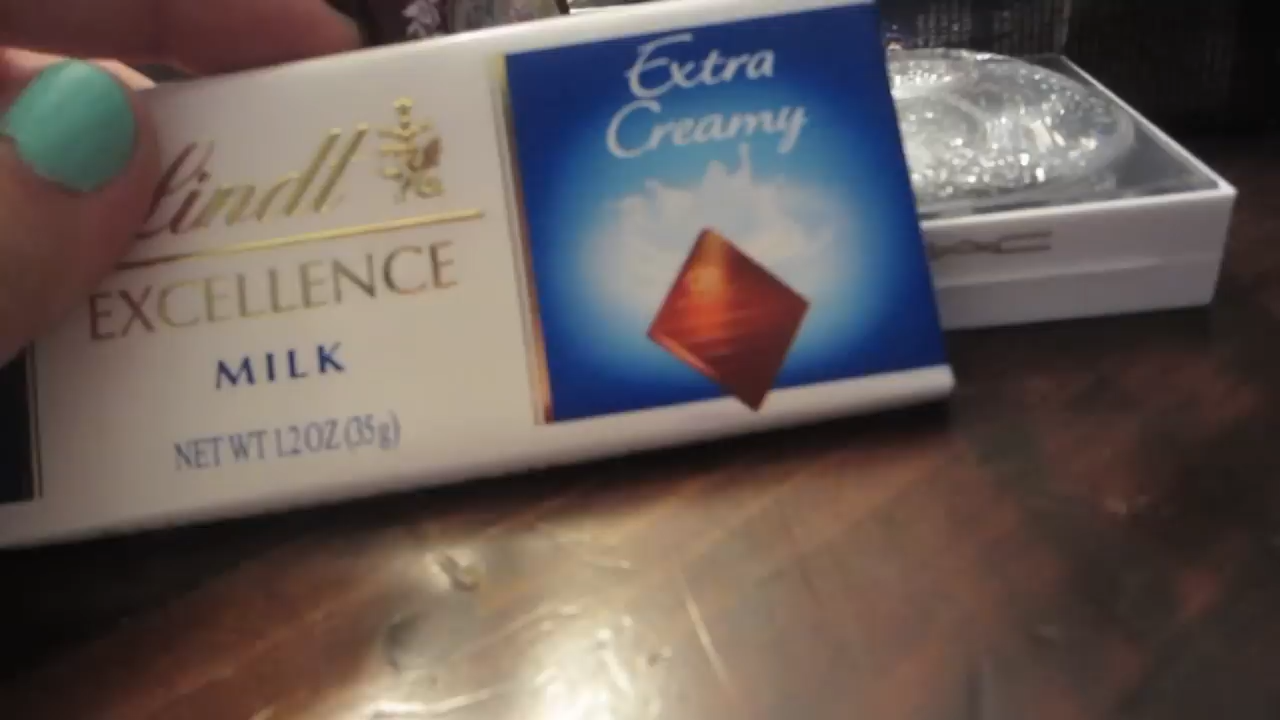 Lindt
EXCELLENCE
MILK
NET WT 1.2 OZ (35g)
Extra
Creamy